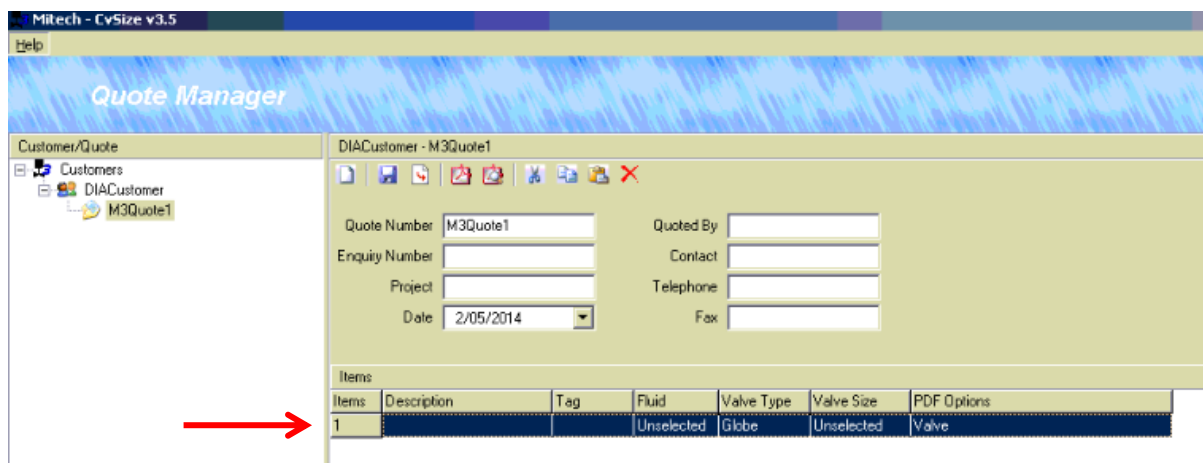 Mitech - CvSize v3.5
Help
Quote Manager
Customer/Quote
DIACustomer - M3Quote1
Customers
DIACustomer
M3Quote1
Quote Number M3Quote1 Quoted By
Enquiry Number Contact
Project Telephone
Date 2/05/2014 Fax
Items
Items Description Tag Fluid Valve Type Valve Size PDF Options
1 Unselected Globe Unselected Valve